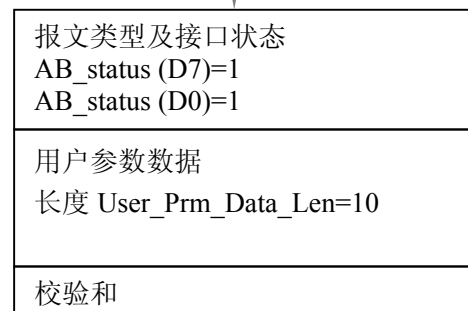 报文类型及接口状态
AB_status (D7)=1
AB_status (D0)=1
用户参数数据
长度 User_Prm_Data_Len=10
校验和